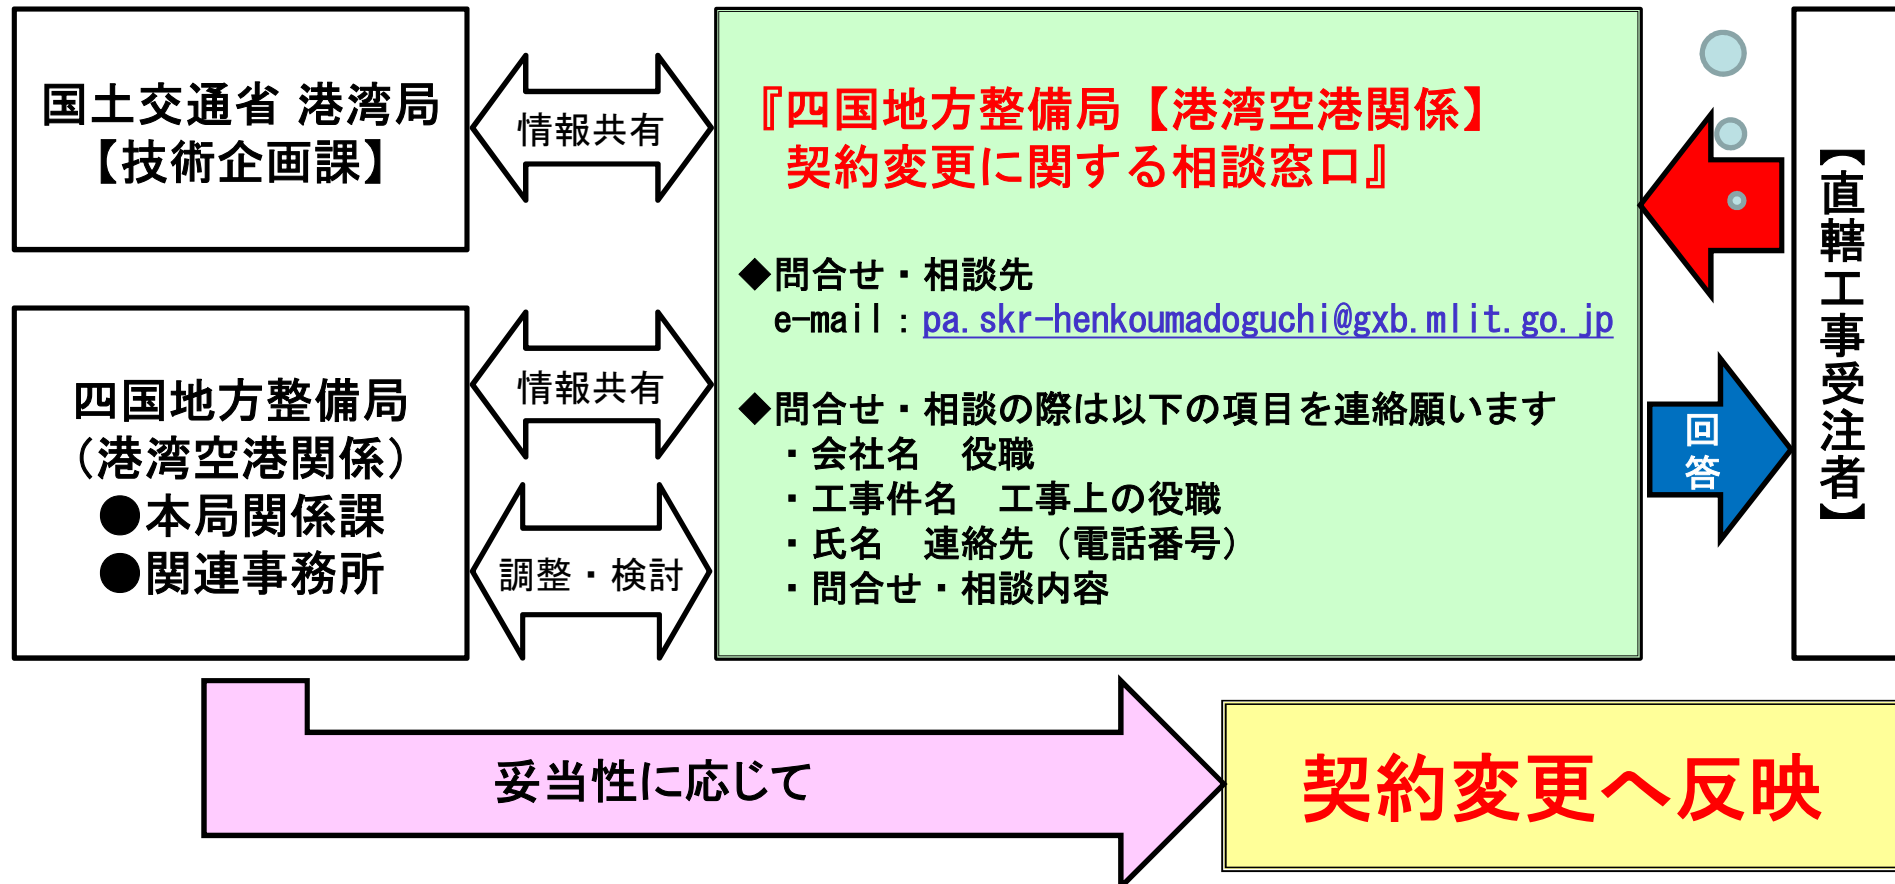 国土交通省 港湾局
【技術企画課】
情報共有
『四国地方整備局【港湾空港関係】
契約変更に関する相談窓口』
◆問合せ・相談先
e-mail：pa.skr-henkoumadoguchi@gxb.mlit.go.jp
◆問合せ・相談の際は以下の項目を連絡願います
・会社名　役職
・工事件名　工事上の役職
・氏名　連絡先（電話番号）
・問合せ・相談内容
四国地方整備局
（港湾空港関係）
●本局関係課
●関連事務所
情報共有
調整・検討
回答
【直轄工事受注者】
妥当性に応じて
契約変更へ反映